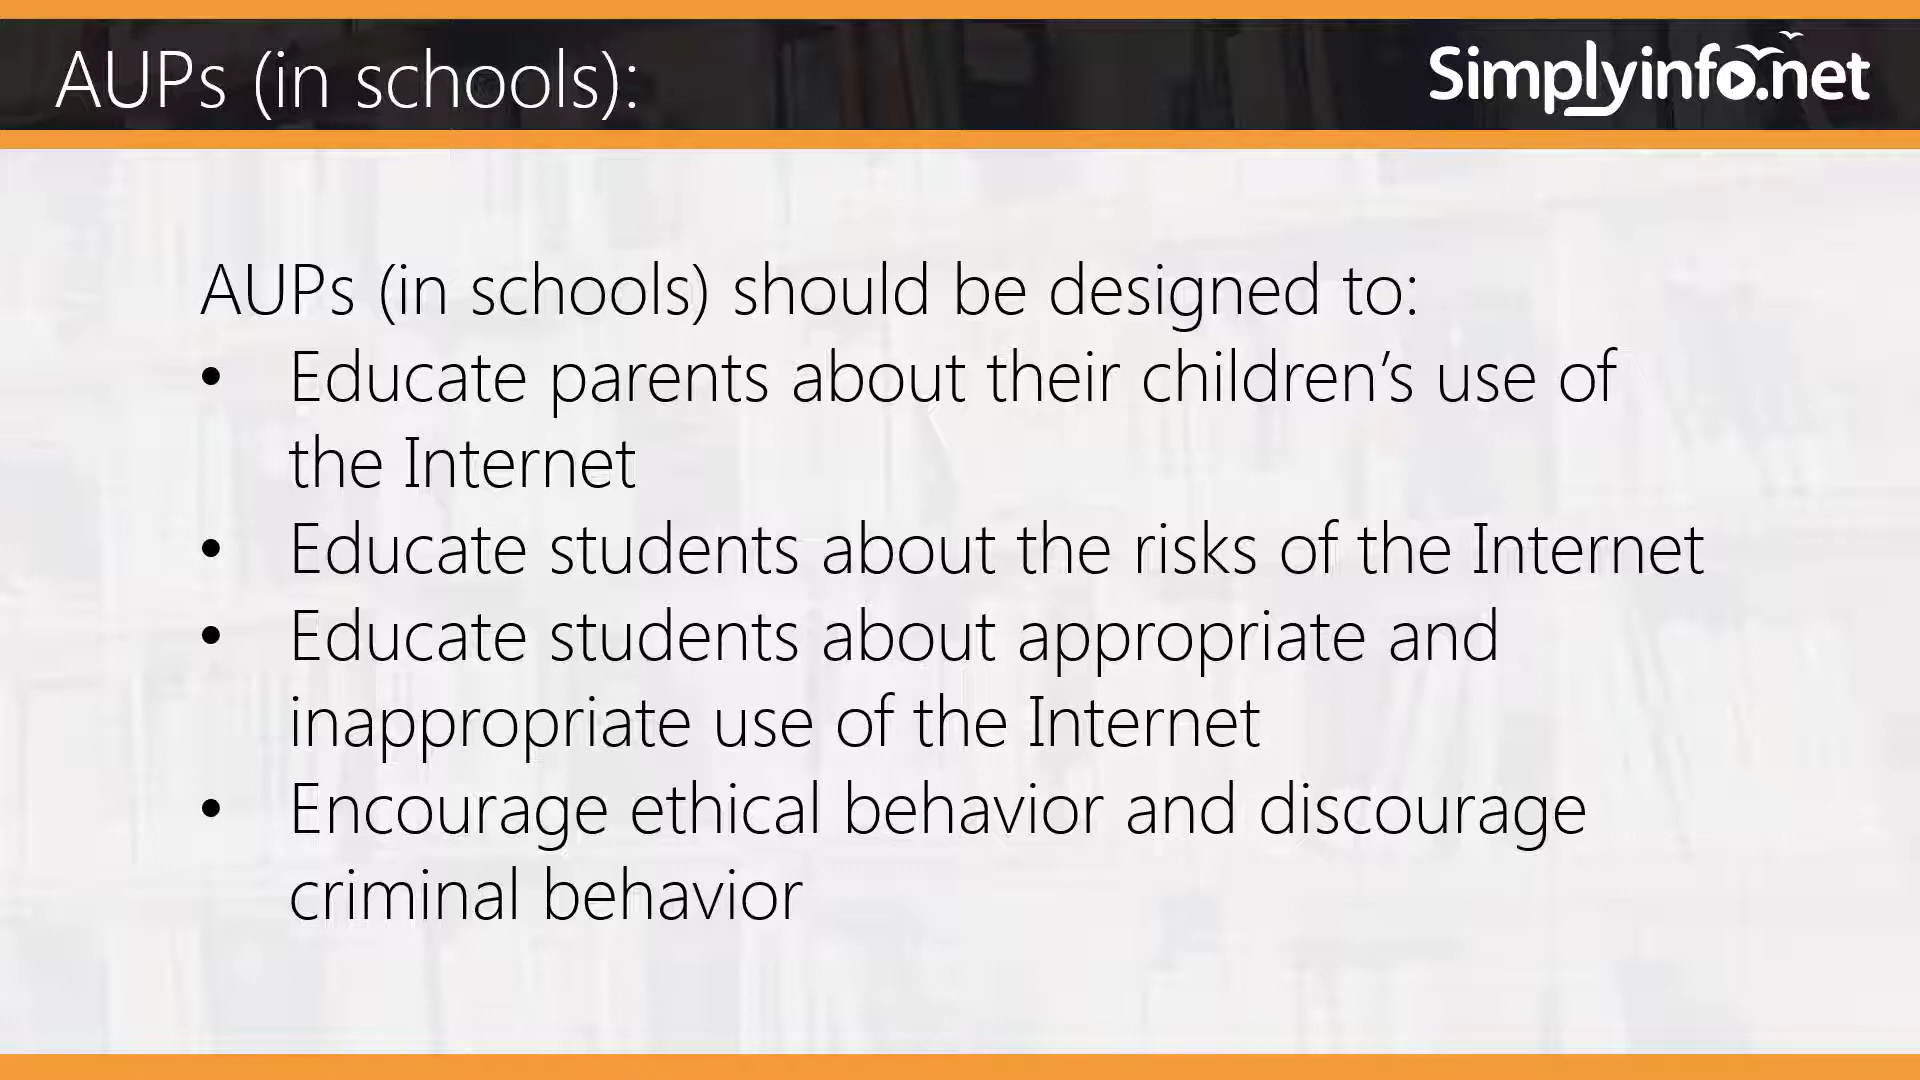 AUPs (in schools):
Simplyinfo.net
AUPs (in schools) should be designed to:
• Educate parents about their children’s use of
the Internet
• Educate students about the risks of the Internet
• Educate students about appropriate and
inappropriate use of the Internet
• Encourage ethical behavior and discourage
criminal behavior